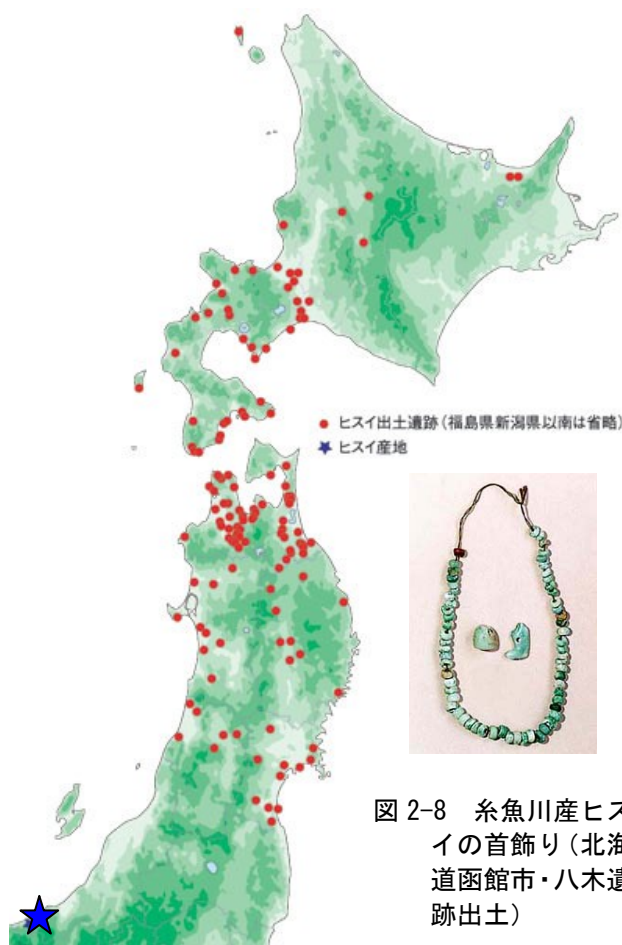 ヒスイ出土遺跡（福島県新潟県以南は省略）
ヒスイ産地
図 2-8　糸魚川産ヒス
イの首飾り（北海
道函館市・八木遺
跡出土）